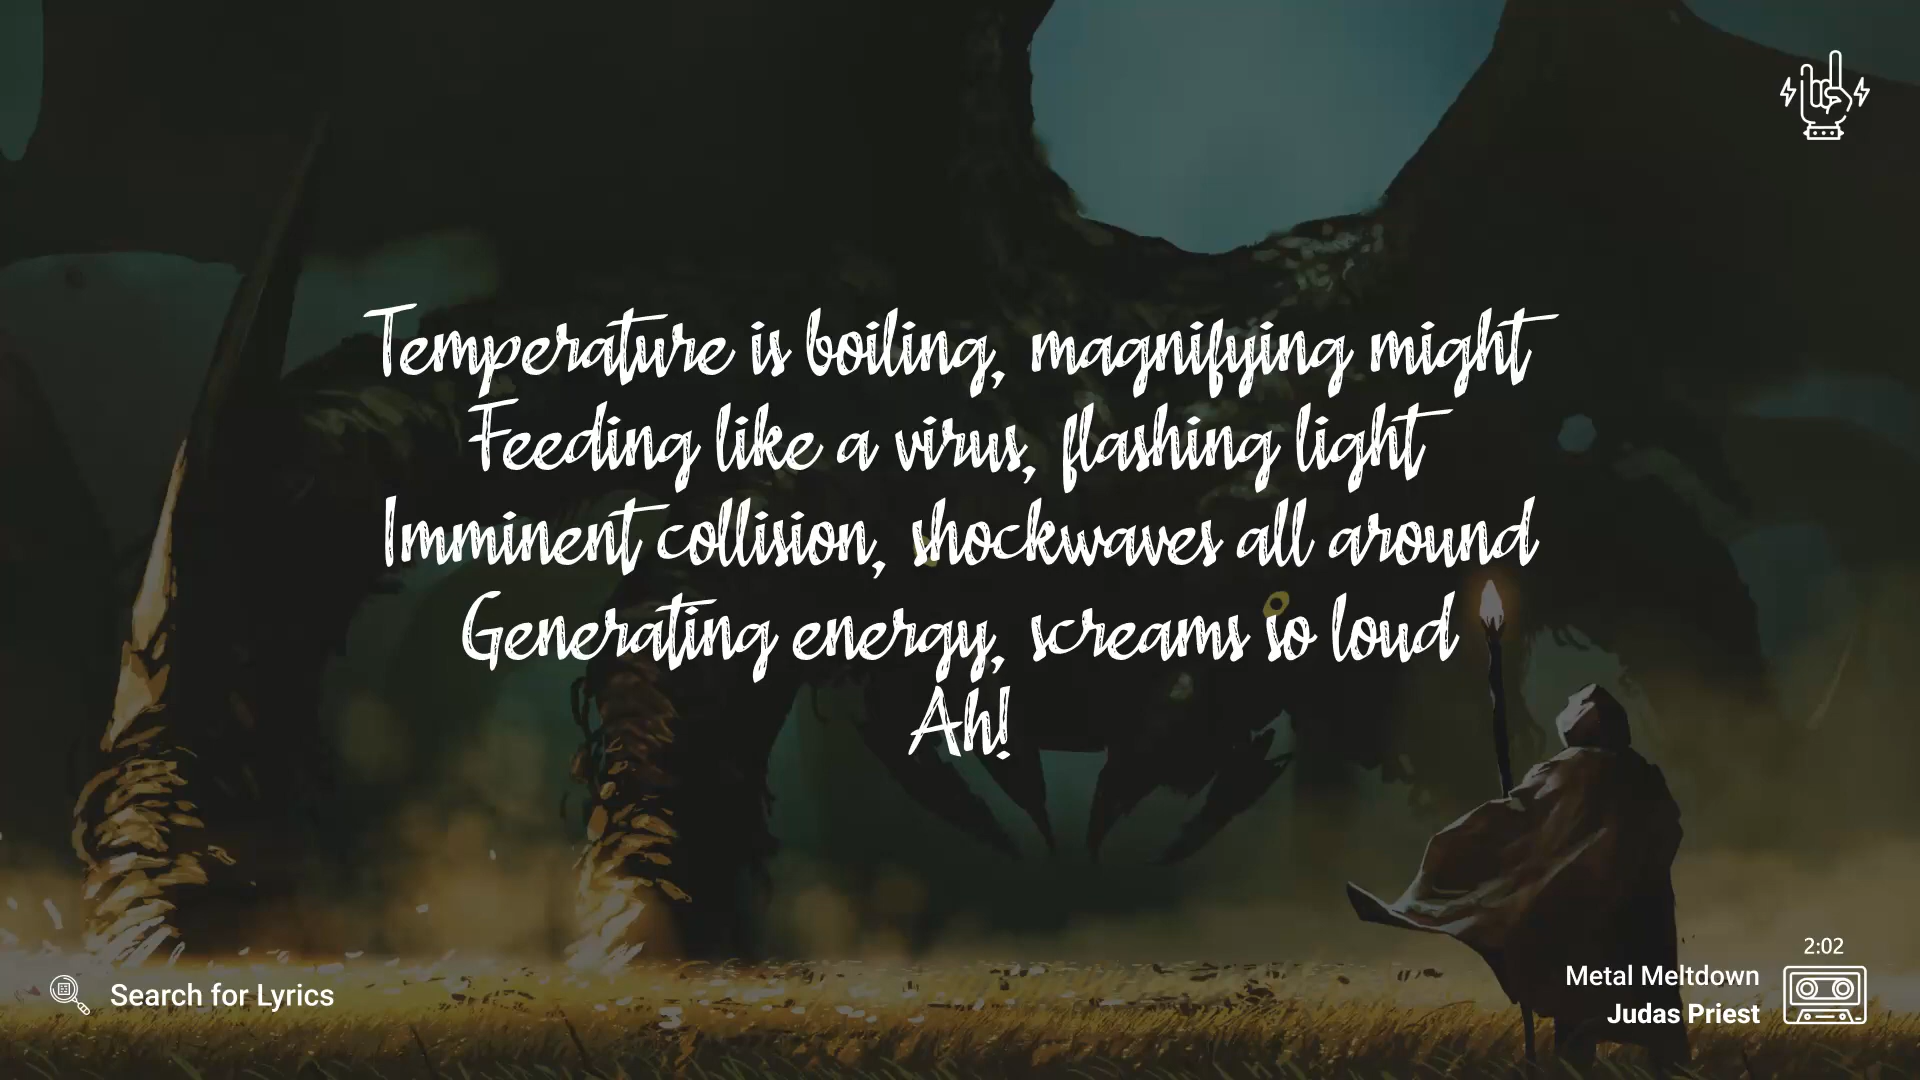 Temperature is boiling, magnifying might
Feeding like a virus, flashing light
Imminent collision, shockwaves all around
Generating energy, screams so loud
Ah!
Search for Lyrics
2:02
Metal Meltdown
Judas Priest